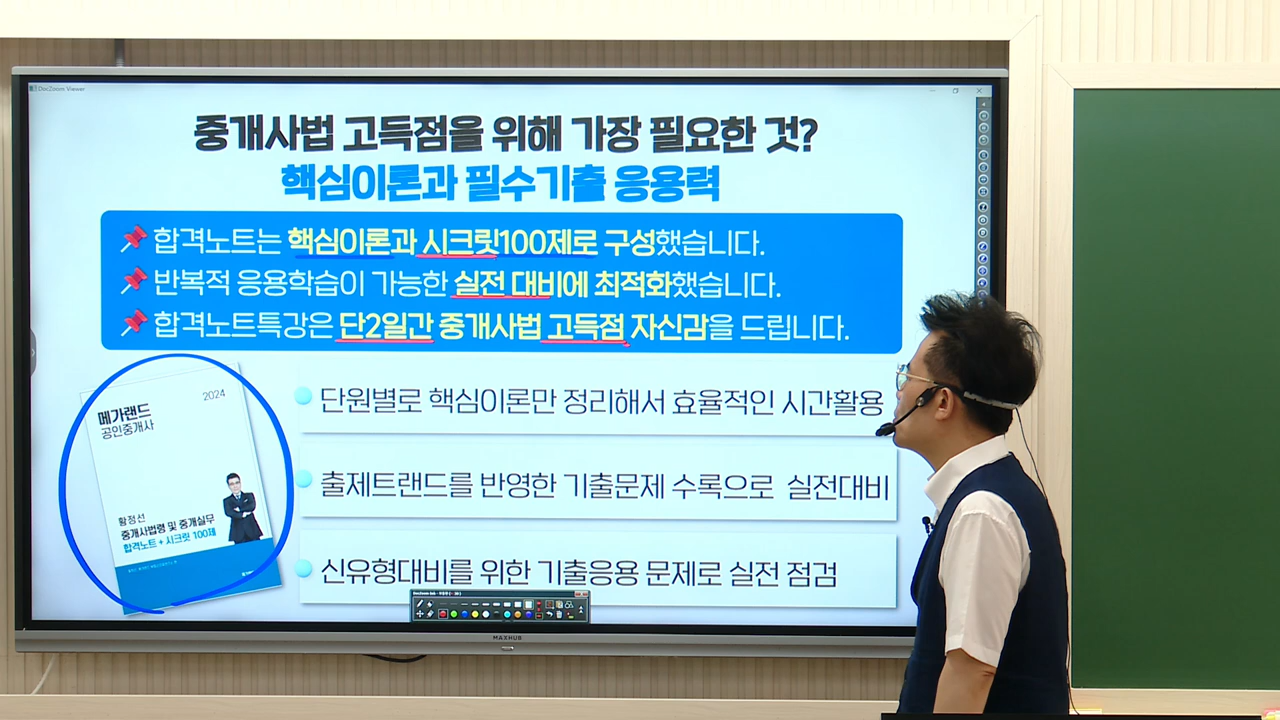 DocZoom Viewer
중개사법 고득점을 위해 가장 필요한 것?
핵심이론과 필수기출 응용력
합격노트는 핵심이론과 시크릿100제로 구성했습니다.
반복적 응용학습이 가능한 실전 대비에 최적화했습니다.
합격노트특강은 단2일간 중개사법 고득점 자신감을 드립니다.
2024
메가랜드
공인중개사
황정선
중개사법령 및 중개실무
합격노트 + 시크릿 100제
단원별로 핵심이론만 정리해서 효율적인 시간활용
출제트랜드를 반영한 기출문제 수록으로 실전대비
신유형대비를 위한 기출응용 문제로 실전 점검
MAXHUB